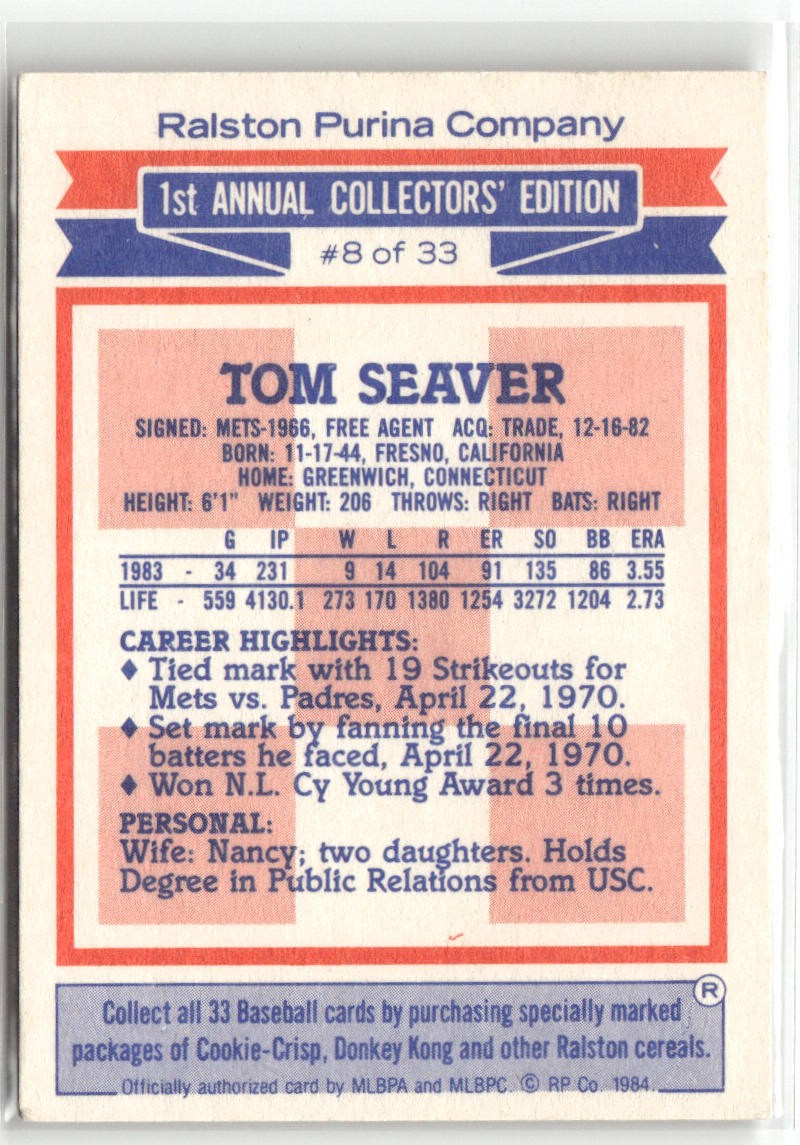 Ralston Purina Company
1st ANNUAL COLLECTORS' EDITION
#8 of 33
TOM SEAVER
SIGNED: METS-1966, FREE AGENT ACQ: TRADE, 12-16-82
BORN: 11-17-44, FRESNO, CALIFORNIA
HOME: GREENWICH, CONNECTICUT
HEIGHT: 6'1" WEIGHT: 206 THROWS: RIGHT BATS: RIGHT
G IP W L R ER SO BB ERA
1983 - 34 231 9 14 104 91 135 86 3.55
LIFE - 559 4130.1 273 170 1380 1254 3272 1204 2.73
CAREER HIGHLIGHTS:
♦ Tied mark with 19 Strikeouts for
Mets vs. Padres, April 22, 1970.
♦ Set mark by fanning the final 10
batters he faced, April 22, 1970.
♦ Won N.L. Cy Young Award 3 times.
PERSONAL:
Wife: Nancy; two daughters. Holds
Degree in Public Relations from USC.
®
Collect all 33 Baseball cards by purchasing specially marked
packages of Cookie-Crisp, Donkey Kong and other Ralston cereals.
Officially authorized card by MLBPA and MLBPC. © RP Co. 1984.